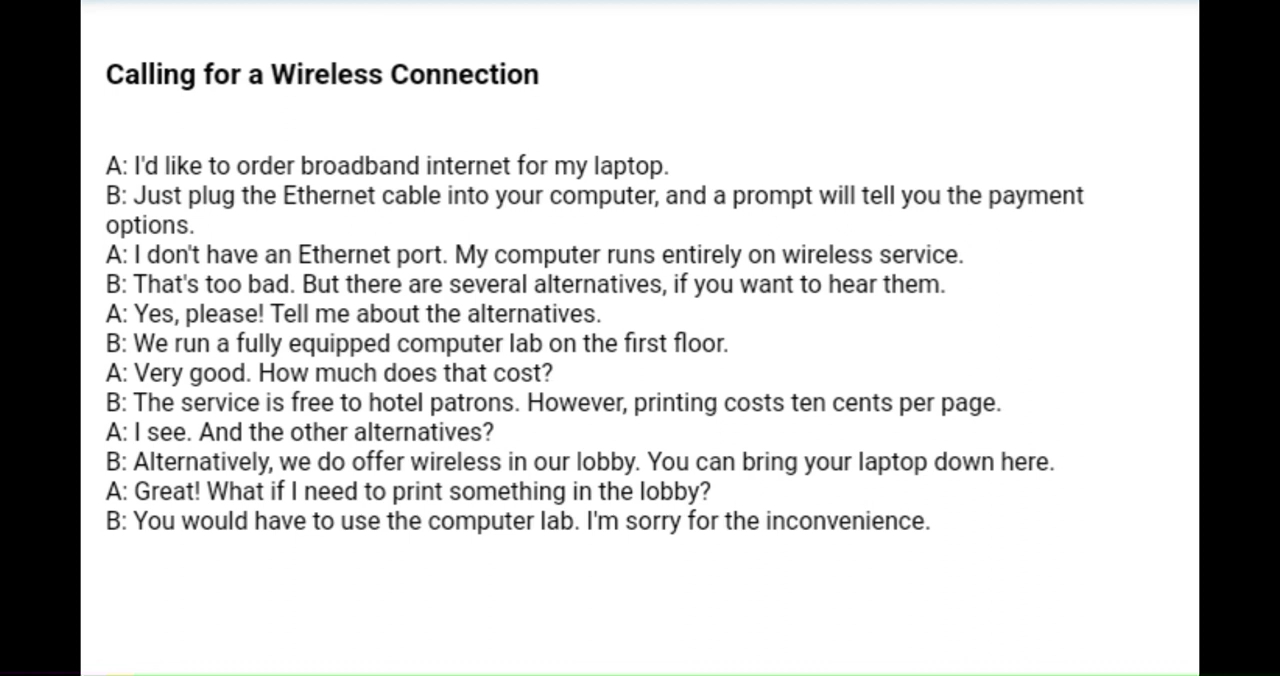 Calling for a Wireless Connection
A: I'd like to order broadband internet for my laptop.
B: Just plug the Ethernet cable into your computer, and a prompt will tell you the payment
options.
A: I don't have an Ethernet port. My computer runs entirely on wireless service.
B: That's too bad. But there are several alternatives, if you want to hear them.
A: Yes, please! Tell me about the alternatives.
B: We run a fully equipped computer lab on the first floor.
A: Very good. How much does that cost?
B: The service is free to hotel patrons. However, printing costs ten cents per page.
A: I see. And the other alternatives?
B: Alternatively, we do offer wireless in our lobby. You can bring your laptop down here.
A: Great! What if I need to print something in the lobby?
B: You would have to use the computer lab. I'm sorry for the inconvenience.